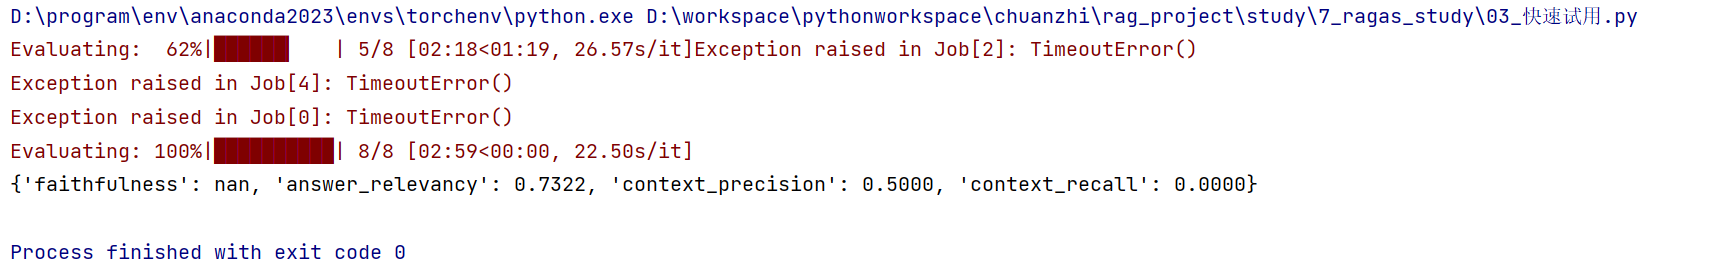 D:\program\env\anaconda2023\envs\torchenv\python.exe D:\workspace\pythonworkspace\chuanzhi\rag_project\study\7_ragas_study\03_快速试用.py
Evaluating:  62%|██████▎   | 5/8 [02:18<01:19, 26.57s/it]Exception raised in Job[2]: TimeoutError()
Exception raised in Job[4]: TimeoutError()
Exception raised in Job[0]: TimeoutError()
Evaluating: 100%|██████████| 8/8 [02:59<00:00, 22.50s/it]
{'faithfulness': nan, 'answer_relevancy': 0.7322, 'context_precision': 0.5000, 'context_recall': 0.0000}
Process finished with exit code 0